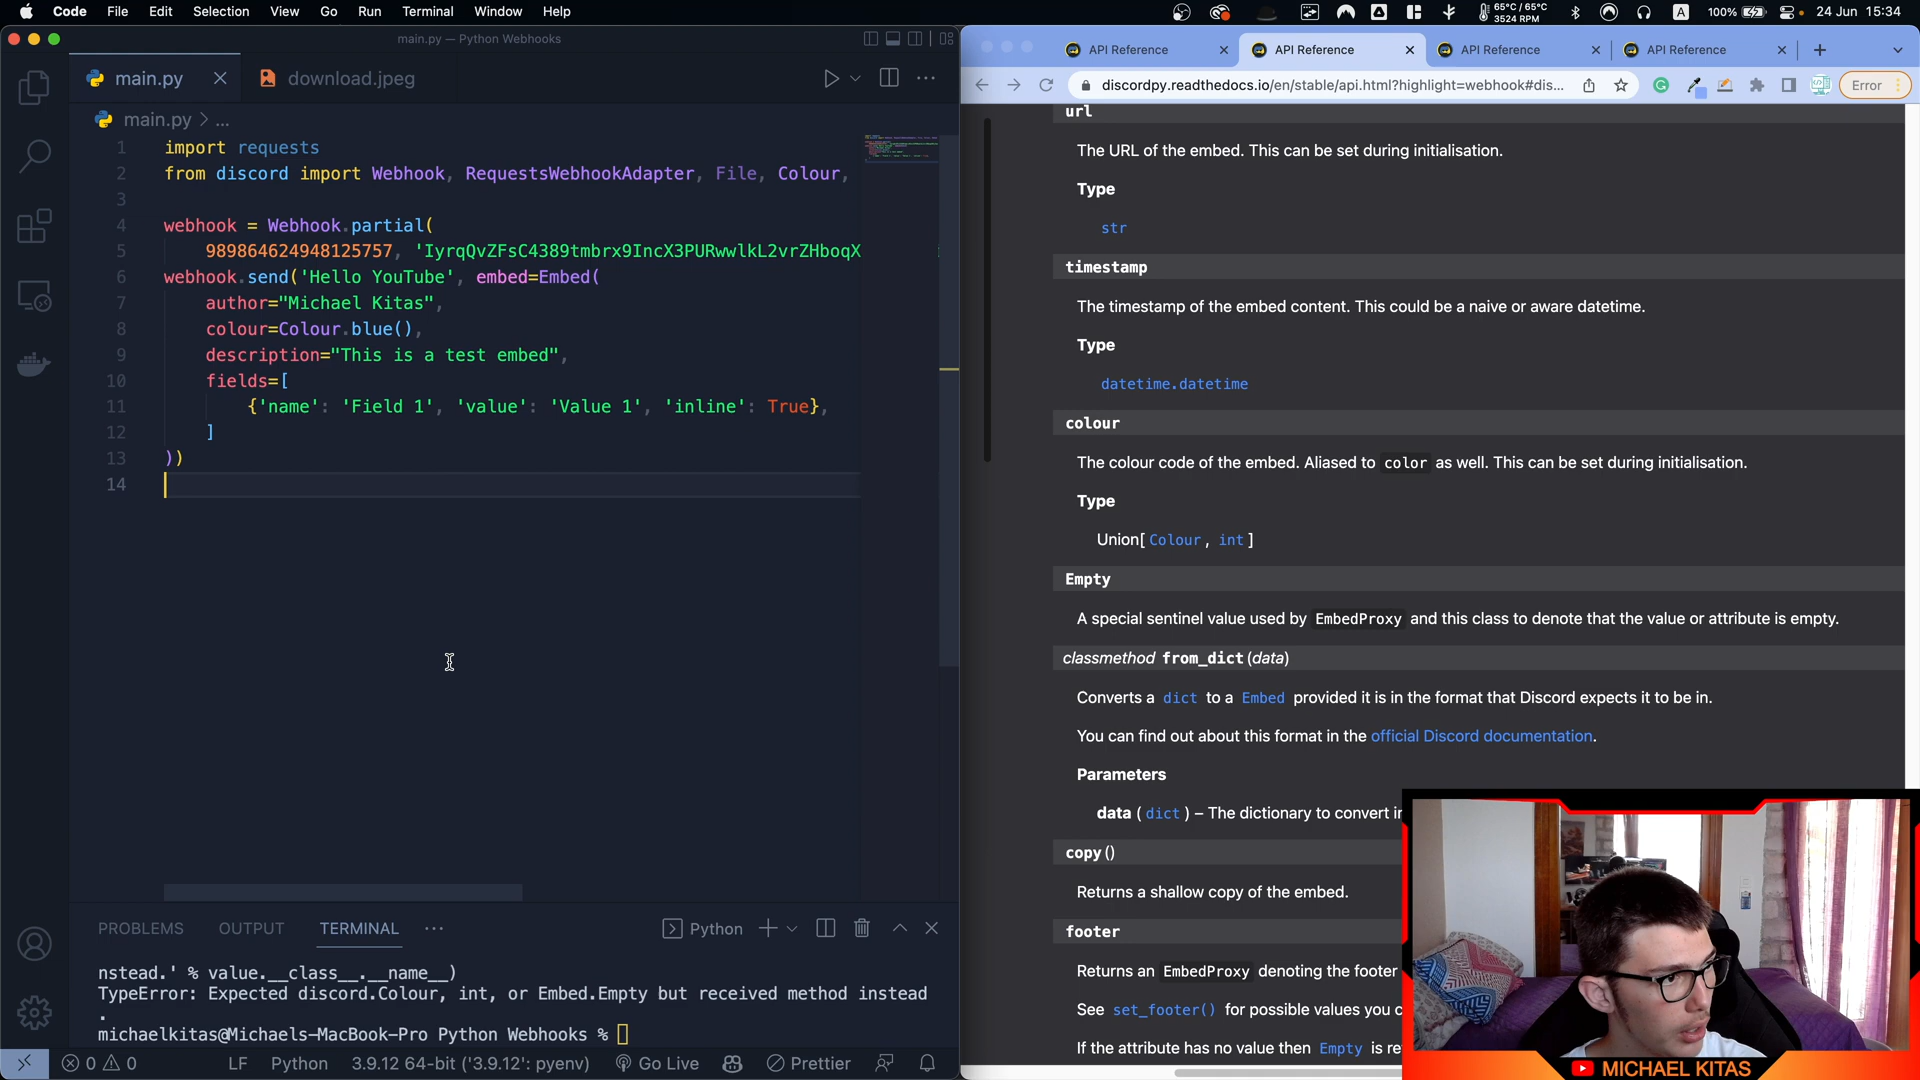 Code File Edit Selection View Go Run Terminal Window Help
65°C / 65°C
3524 RPM
A
100%
24 Jun 15:34
main.py — Python Webhooks
main.py
download.jpeg
main.py > ...
1 import requests
2 from discord import Webhook, RequestsWebhookAdapter, File, Colour,
3
4 webhook = Webhook.partial(
5 989864624948125757, 'IyrqQvZFsC4389tmbrx9IncX3PURwwlkL2vrZHboqX
6 webhook.send('Hello YouTube', embed=Embed(
7 author="Michael Kitas",
8 colour=Colour.blue(),
9 description="This is a test embed",
10 fields=[
11 {'name': 'Field 1', 'value': 'Value 1', 'inline': True},
12 ]
13 ))
14
PROBLEMS OUTPUT TERMINAL ... Python
nstead.' % value.__class__.__name__)
TypeError: Expected discord.Colour, int, or Embed.Empty but received method instead
.
michaelkitas@Michaels-MacBook-Pro Python Webhooks %
0 0 LF Python 3.9.12 64-bit ('3.9.12': pyenv) Go Live Prettier
API Reference API Reference API Reference API Reference
discordpy.readthedocs.io/en/stable/api.html?highlight=webhook#dis...
Error
url
The URL of the embed. This can be set during initialisation.
Type
str
timestamp
The timestamp of the embed content. This could be a naive or aware datetime.
Type
datetime.datetime
colour
The colour code of the embed. Aliased to color as well. This can be set during initialisation.
Type
Union[Colour, int]
Empty
A special sentinel value used by EmbedProxy and this class to denote that the value or attribute is empty.
classmethod from_dict(data)
Converts a dict to a Embed provided it is in the format that Discord expects it to be in.
You can find out about this format in the official Discord documentation.
Parameters
data (dict) – The dictionary to convert
copy()
Returns a shallow copy of the embed.
footer
Returns an EmbedProxy denoting the footer
See set_footer() for possible values you
If the attribute has no value then Empty is
MICHAEL KITAS